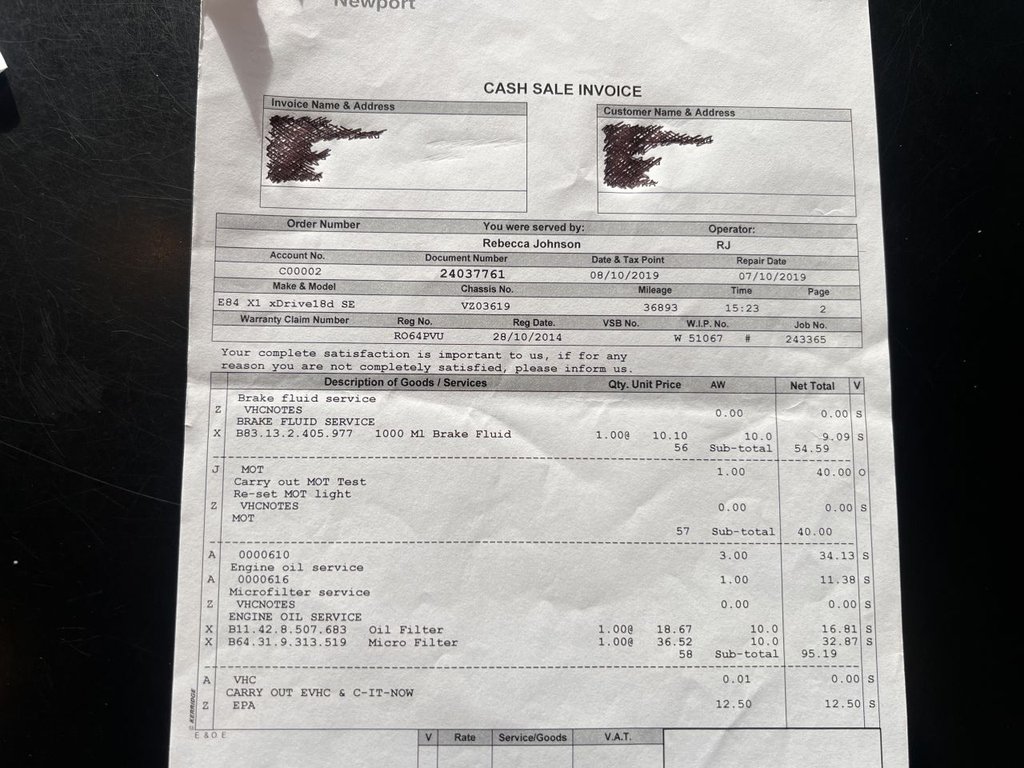 Newport
CASH SALE INVOICE
Invoice Name & Address
Customer Name & Address
Order Number You were served by: Operator:
Rebecca Johnson RJ
Account No. Document Number Date & Tax Point Repair Date
C00002 24037761 08/10/2019 07/10/2019
Make & Model Chassis No. Mileage Time Page
E84 X1 xDrive18d SE VZ03619 36893 15:23 2
Warranty Claim Number Reg No. Reg Date. VSB No. W.I.P. No. Job No.
RO64PVU 28/10/2014 W 51067 # 243365
Your complete satisfaction is important to us, if for any
reason you are not completely satisfied, please inform us.
Description of Goods / Services Qty. Unit Price AW Net Total V
Brake fluid service
Z VHCNOTES 0.00 0.00 S
BRAKE FLUID SERVICE
X B83.13.2.405.977 1000 Ml Brake Fluid 1.00@ 10.10 10.0 9.09 S
56 Sub-total 54.59
J MOT 1.00 40.00 O
Carry out MOT Test
Re-set MOT light
Z VHCNOTES 0.00 0.00 S
MOT
57 Sub-total 40.00
A 0000610 3.00 34.13 S
Engine oil service
A 0000616 1.00 11.38 S
Microfilter service
Z VHCNOTES 0.00 0.00 S
ENGINE OIL SERVICE
X B11.42.8.507.683 Oil Filter 1.00@ 18.67 10.0 16.81 S
X B64.31.9.313.519 Micro Filter 1.00@ 36.52 10.0 32.87 S
58 Sub-total 95.19
A VHC 0.01 0.00 S
CARRY OUT EVHC & C-IT-NOW
Z EPA 12.50 12.50 S
KERRIDGE
E & O E
V Rate Service/Goods V.A.T.